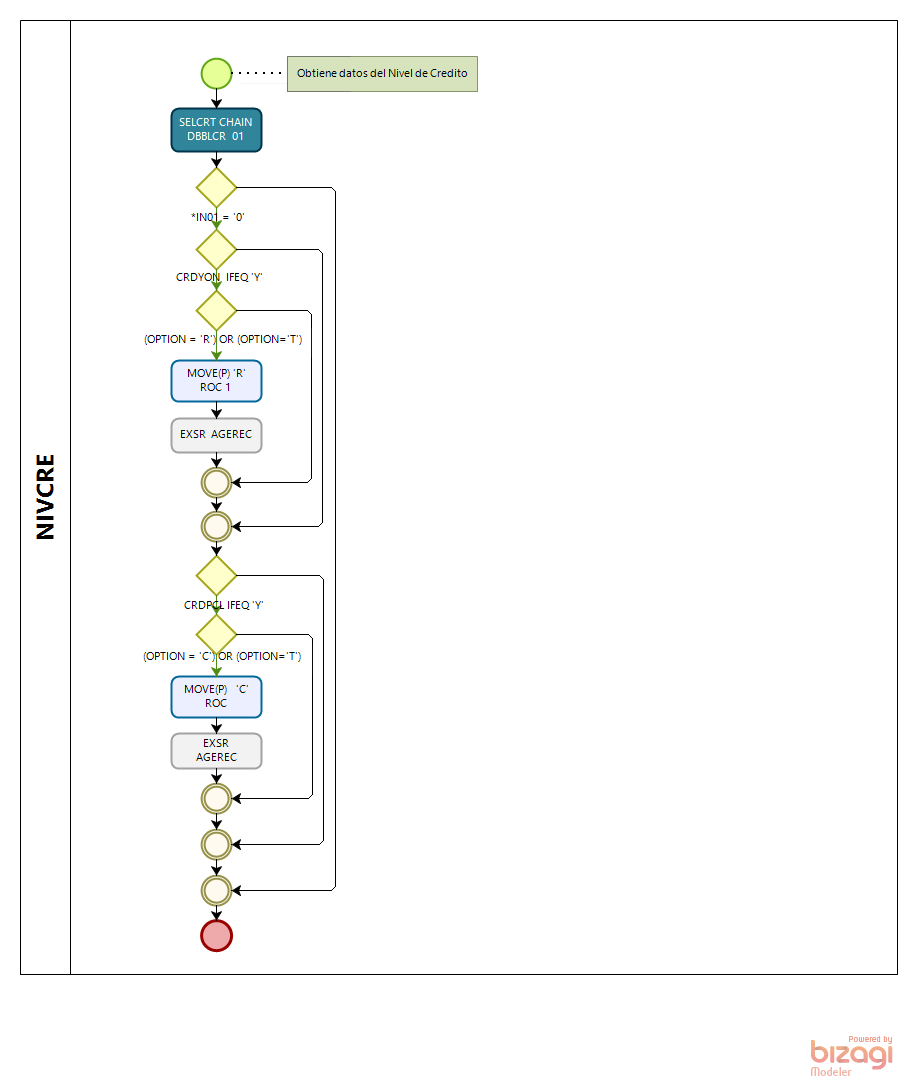 Obtiene datos del Nivel de Credito
SELCRT CHAIN
DBBLCR 01
*IN01 = '0'
CRDYON IFEQ 'Y'
(OPTION = 'R') OR (OPTION='T')
MOVE(P) 'R'
ROC 1
EXSR AGEREC
NIVCRE
CRDPCL IFEQ 'Y'
(OPTION = 'C') OR (OPTION='T')
MOVE(P) 'C'
ROC
EXSR
AGEREC
Powered by
bizagi
Modeler